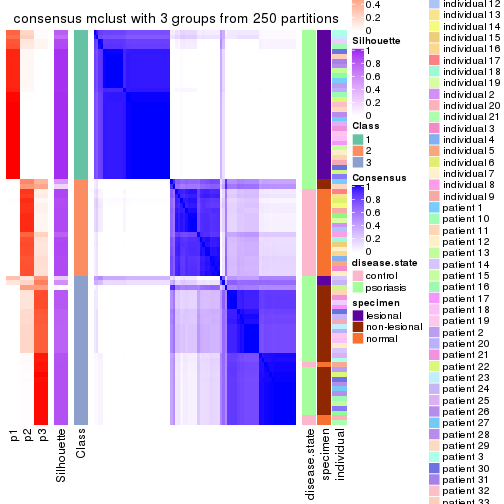 consensus mclust with 3 groups from 250 partitions
p1
p2
p3
Silhouette
Class
disease.state
specimen
individual
0.4
0.2
0
Silhouette
1
0.8
0.6
0.4
0.2
0
Class
1
2
3
Consensus
1
0.8
0.6
0.4
0.2
0
disease.state
control
psoriasis
specimen
lesional
non-lesional
normal
individual 12
individual 13
individual 14
individual 15
individual 16
individual 17
individual 18
individual 19
individual 2
individual 20
individual 21
individual 3
individual 4
individual 5
individual 6
individual 7
individual 8
individual 9
patient 1
patient 10
patient 11
patient 12
patient 13
patient 14
patient 15
patient 16
patient 17
patient 18
patient 19
patient 2
patient 20
patient 21
patient 22
patient 23
patient 24
patient 25
patient 26
patient 27
patient 28
patient 29
patient 3
patient 30
patient 31
patient 32
patient 33